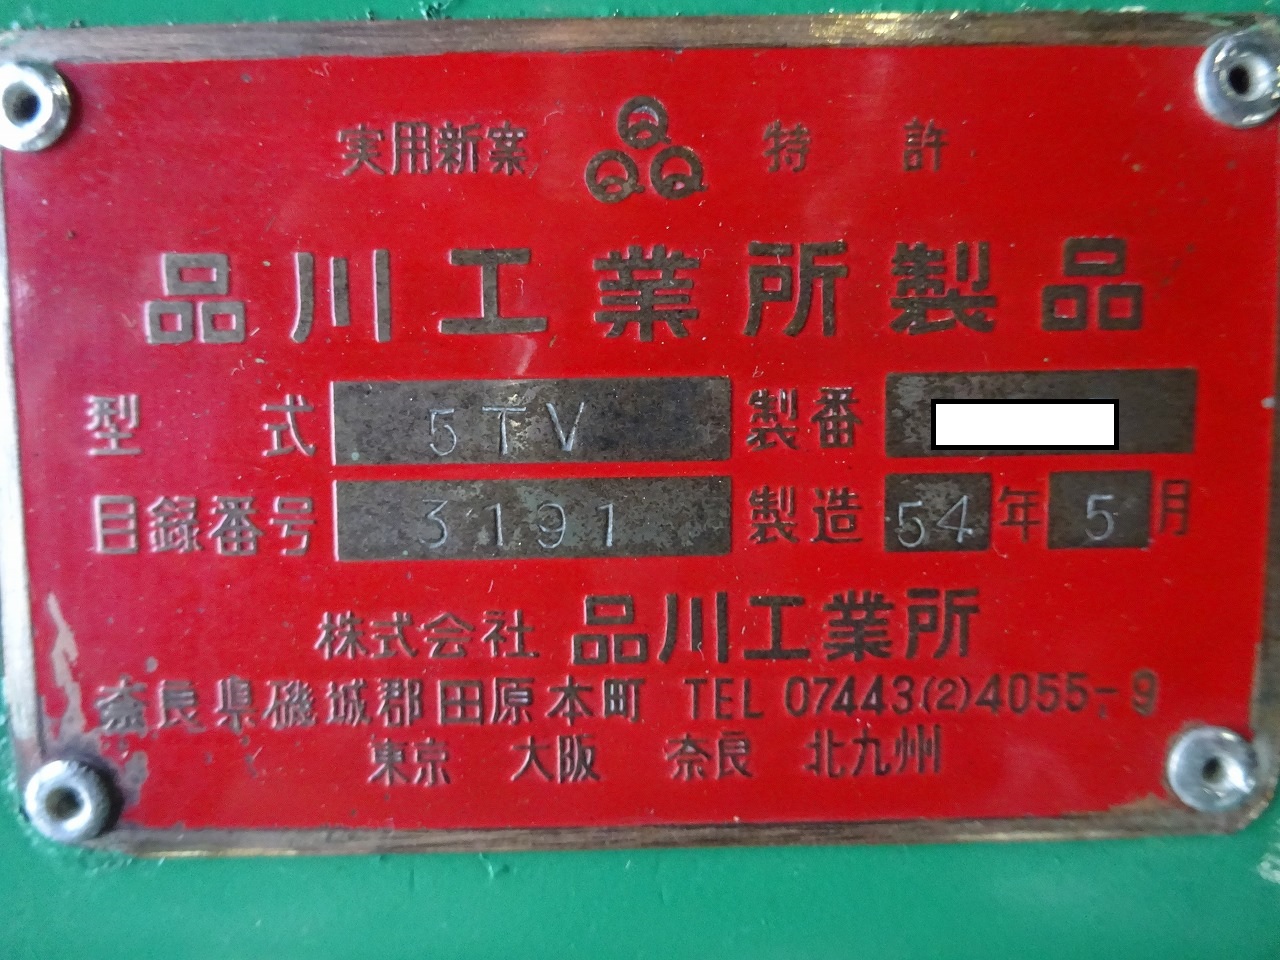 実用新案 特許
品川工業所製品
型式 5TV 製番
目録番号 3191 製造 54年 5月
株式会社 品川工業所
奈良県磯城郡田原本町 TEL 07443(2)4055-9
東京 大阪 奈良 北九州